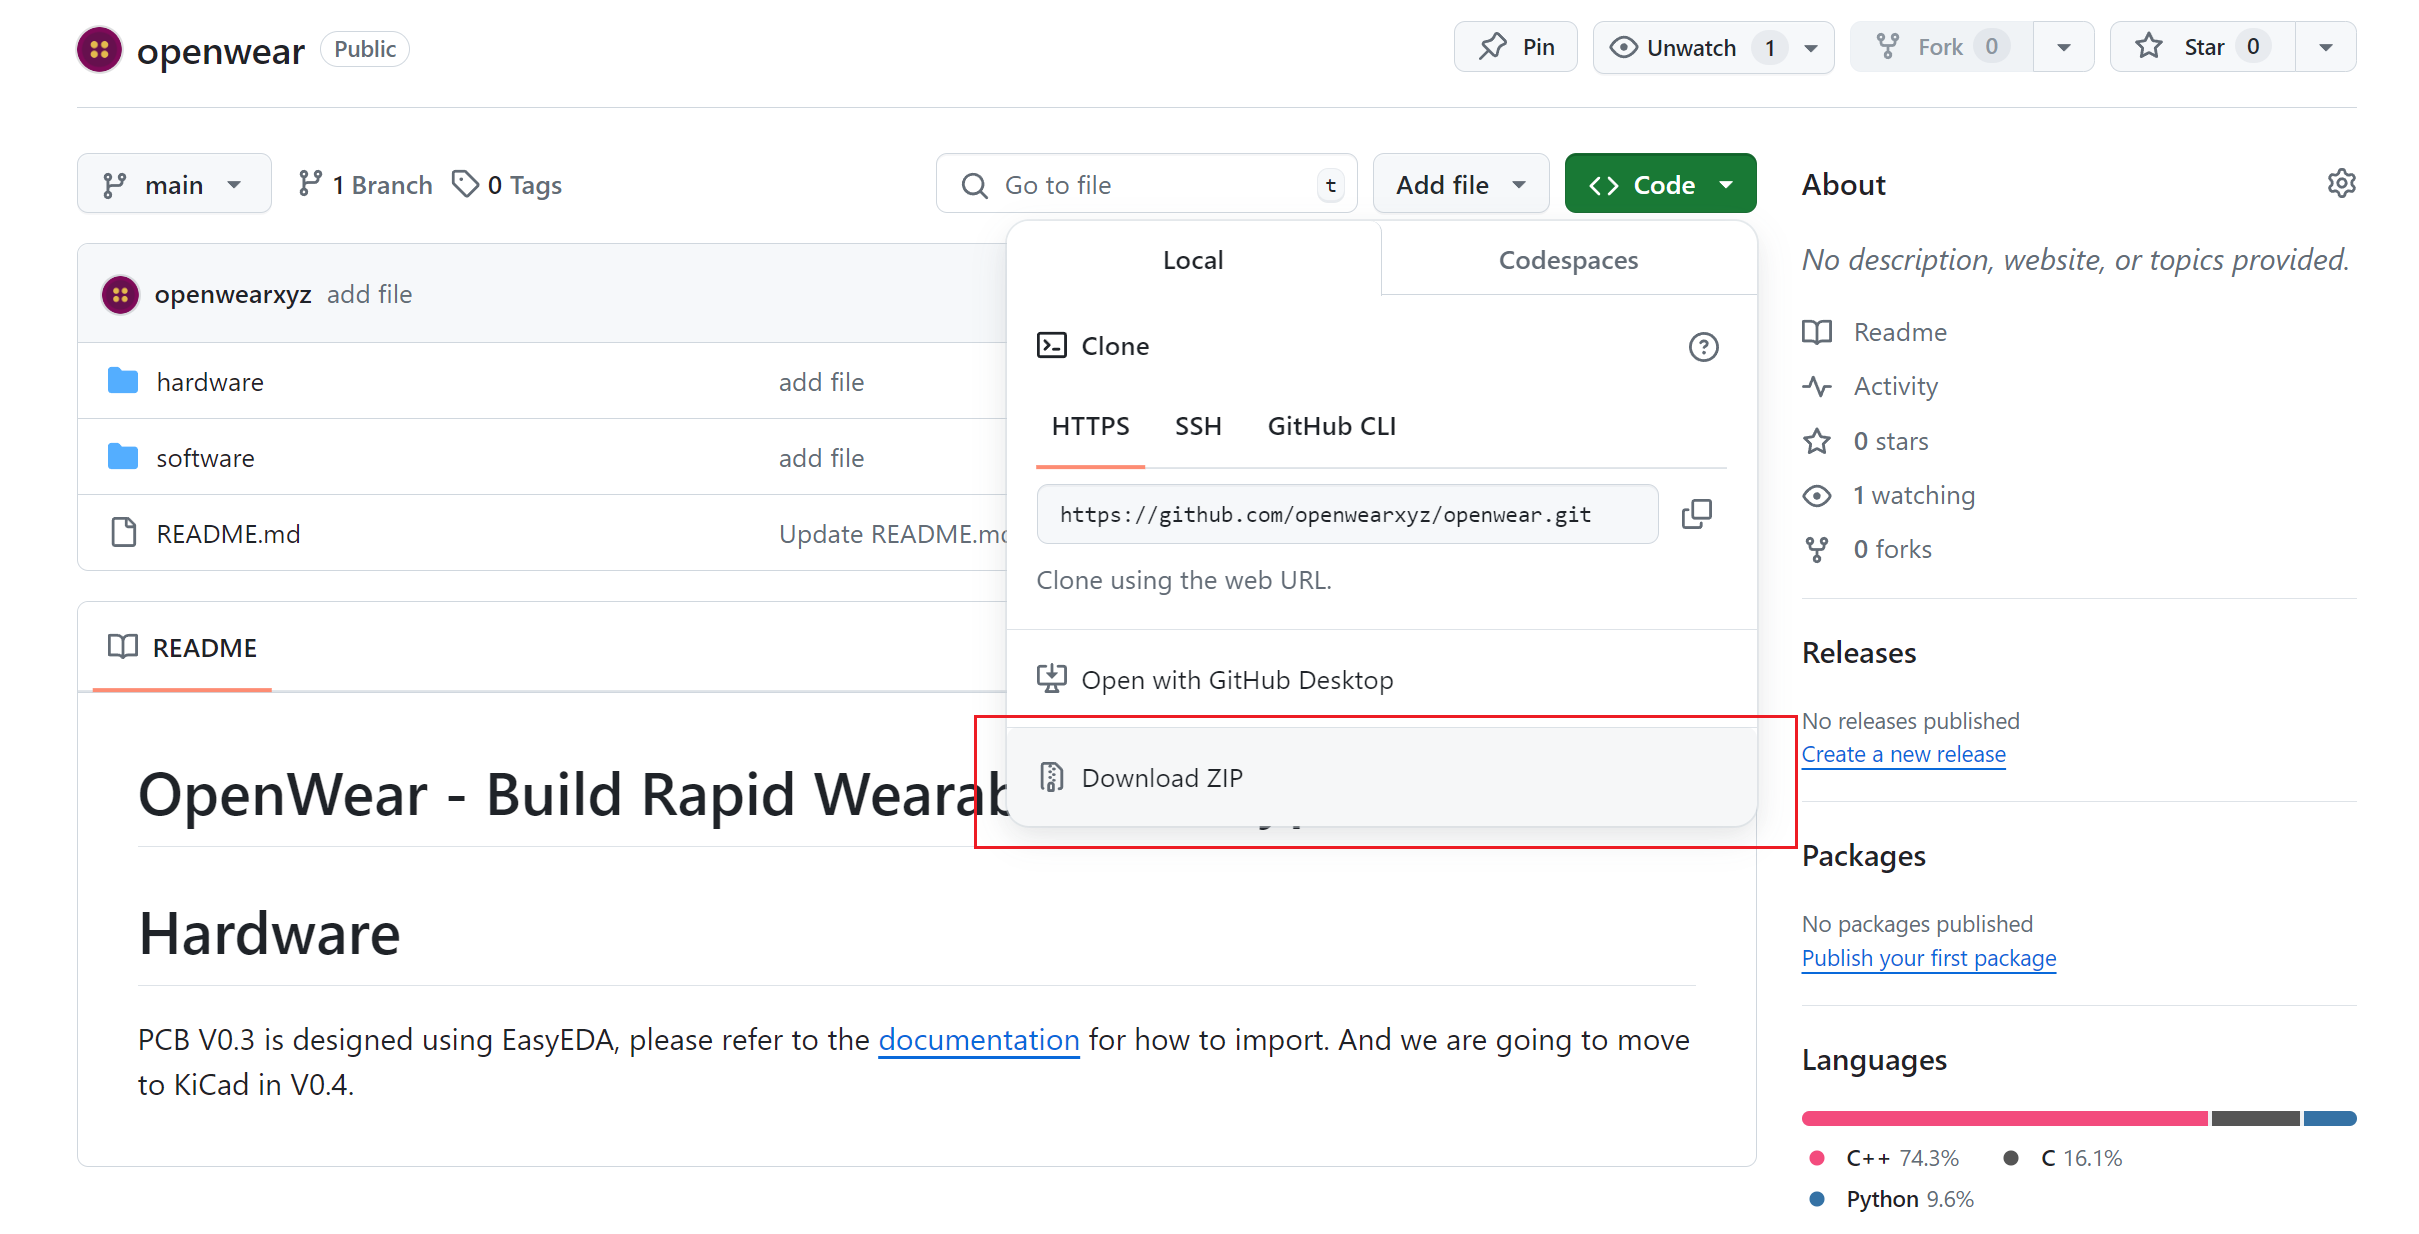 openwear Public
Pin
Unwatch 1
Fork 0
Star 0
main
1 Branch
0 Tags
Go to file t
Add file
Code
openwearxyz add file
hardware add file
software add file
README.md Update README.md
Local Codespaces
Clone
HTTPS SSH GitHub CLI
https://github.com/openwearxyz/openwear.git
Clone using the web URL.
Open with GitHub Desktop
Download ZIP
README
OpenWear - Build Rapid
Hardware
PCB V0.3 is designed using EasyEDA, please refer to the documentation for how to import. And we are going to move
to KiCad in V0.4.
About
No description, website, or topics provided.
Readme
Activity
0 stars
1 watching
0 forks
Releases
No releases published
Create a new release
Packages
No packages published
Publish your first package
Languages
C++ 74.3% C 16.1%
Python 9.6%